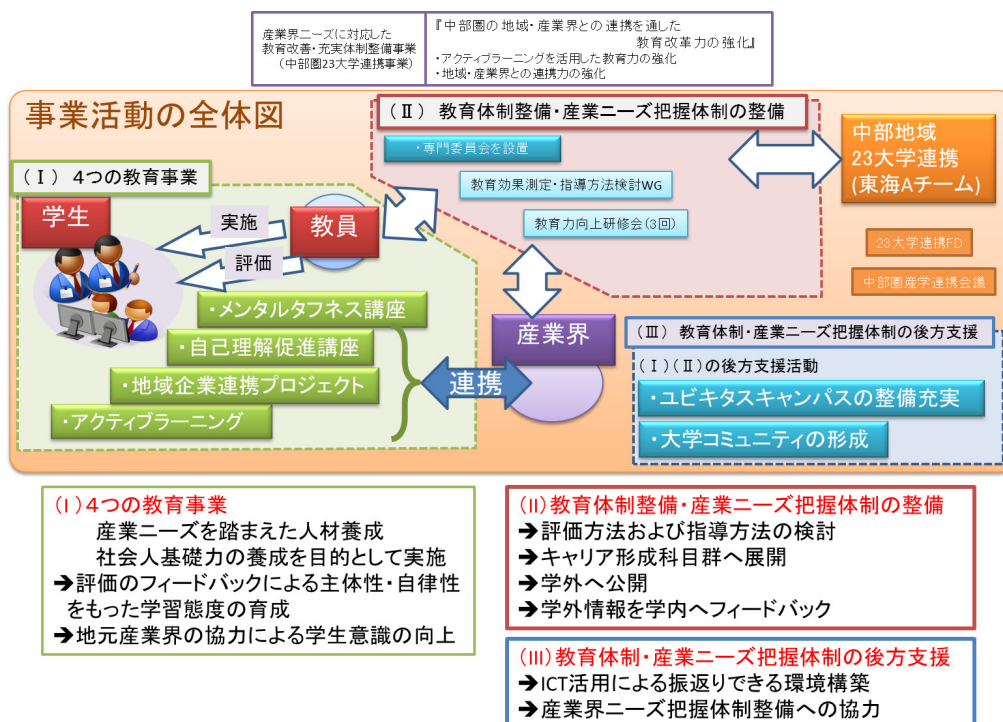 産業界ニーズに対応した
教育改善・充実体制整備事業
（中部圏23大学連携事業）
『中部圏の地域・産業界との連携を通した
教育改革力の強化』
・アクティブラーニングを活用した教育力の強化
・地域・産業界との連携力の強化
事業活動の全体図
(Ⅱ) 教育体制整備・産業ニーズ把握体制の整備
・専門委員会を設置
教育効果測定・指導方法検討WG
教育力向上研修会(3回)
中部地域
23大学連携
(東海Aチーム)
23大学連携FD
中部圏産学連携会議
(Ⅰ) 4つの教育事業
学生
実施
評価
教員
・メンタルタフネス講座
・自己理解促進講座
・地域企業連携プロジェクト
・アクティブラーニング
連携
産業界
(Ⅲ) 教育体制・産業ニーズ把握体制の後方支援
(Ⅰ)(Ⅱ)の後方支援活動
・ユビキタスキャンパスの整備充実
・大学コミュニティの形成
(Ⅰ)4つの教育事業
産業ニーズを踏まえた人材養成
社会人基礎力の養成を目的として実施
➔評価のフィードバックによる主体性・自律性
をもった学習態度の育成
➔地元産業界の協力による学生意識の向上
(Ⅱ)教育体制整備・産業ニーズ把握体制の整備
➔評価方法および指導方法の検討
➔キャリア形成科目群へ展開
➔学外へ公開
➔学外情報を学内へフィードバック
(Ⅲ)教育体制・産業ニーズ把握体制の後方支援
➔ICT活用による振返りできる環境構築
➔産業界ニーズ把握体制整備への協力